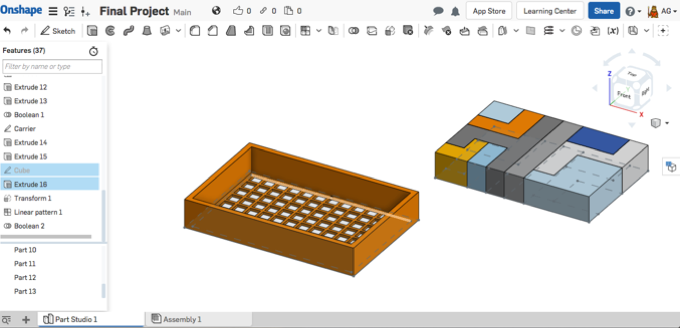 Onshape Final Project Main 0 0 0 App Store Learning Center Share AG
Sketch
Features (37)
Filter by name or type
Extrude 12
Extrude 13
Boolean 1
Carrier
Extrude 14
Extrude 15
Cube
Extrude 16
Transform 1
Linear pattern 1
Boolean 2
Part 10
Part 11
Part 12
Part 13
Z
Top
Front
Right
X
Part Studio 1 Assembly 1